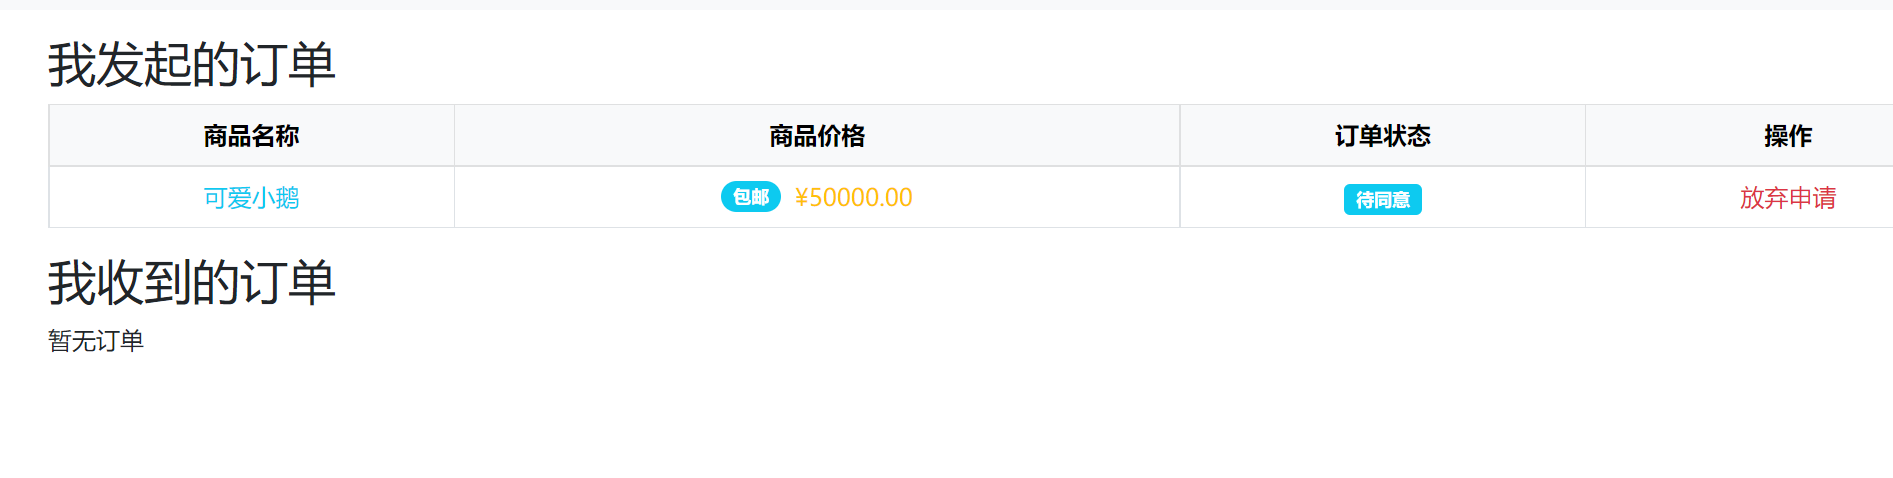 我发起的订单
商品名称 商品价格 订单状态 操作
可爱小鹅 包邮 ¥50000.00 待同意 放弃申请
我收到的订单
暂无订单